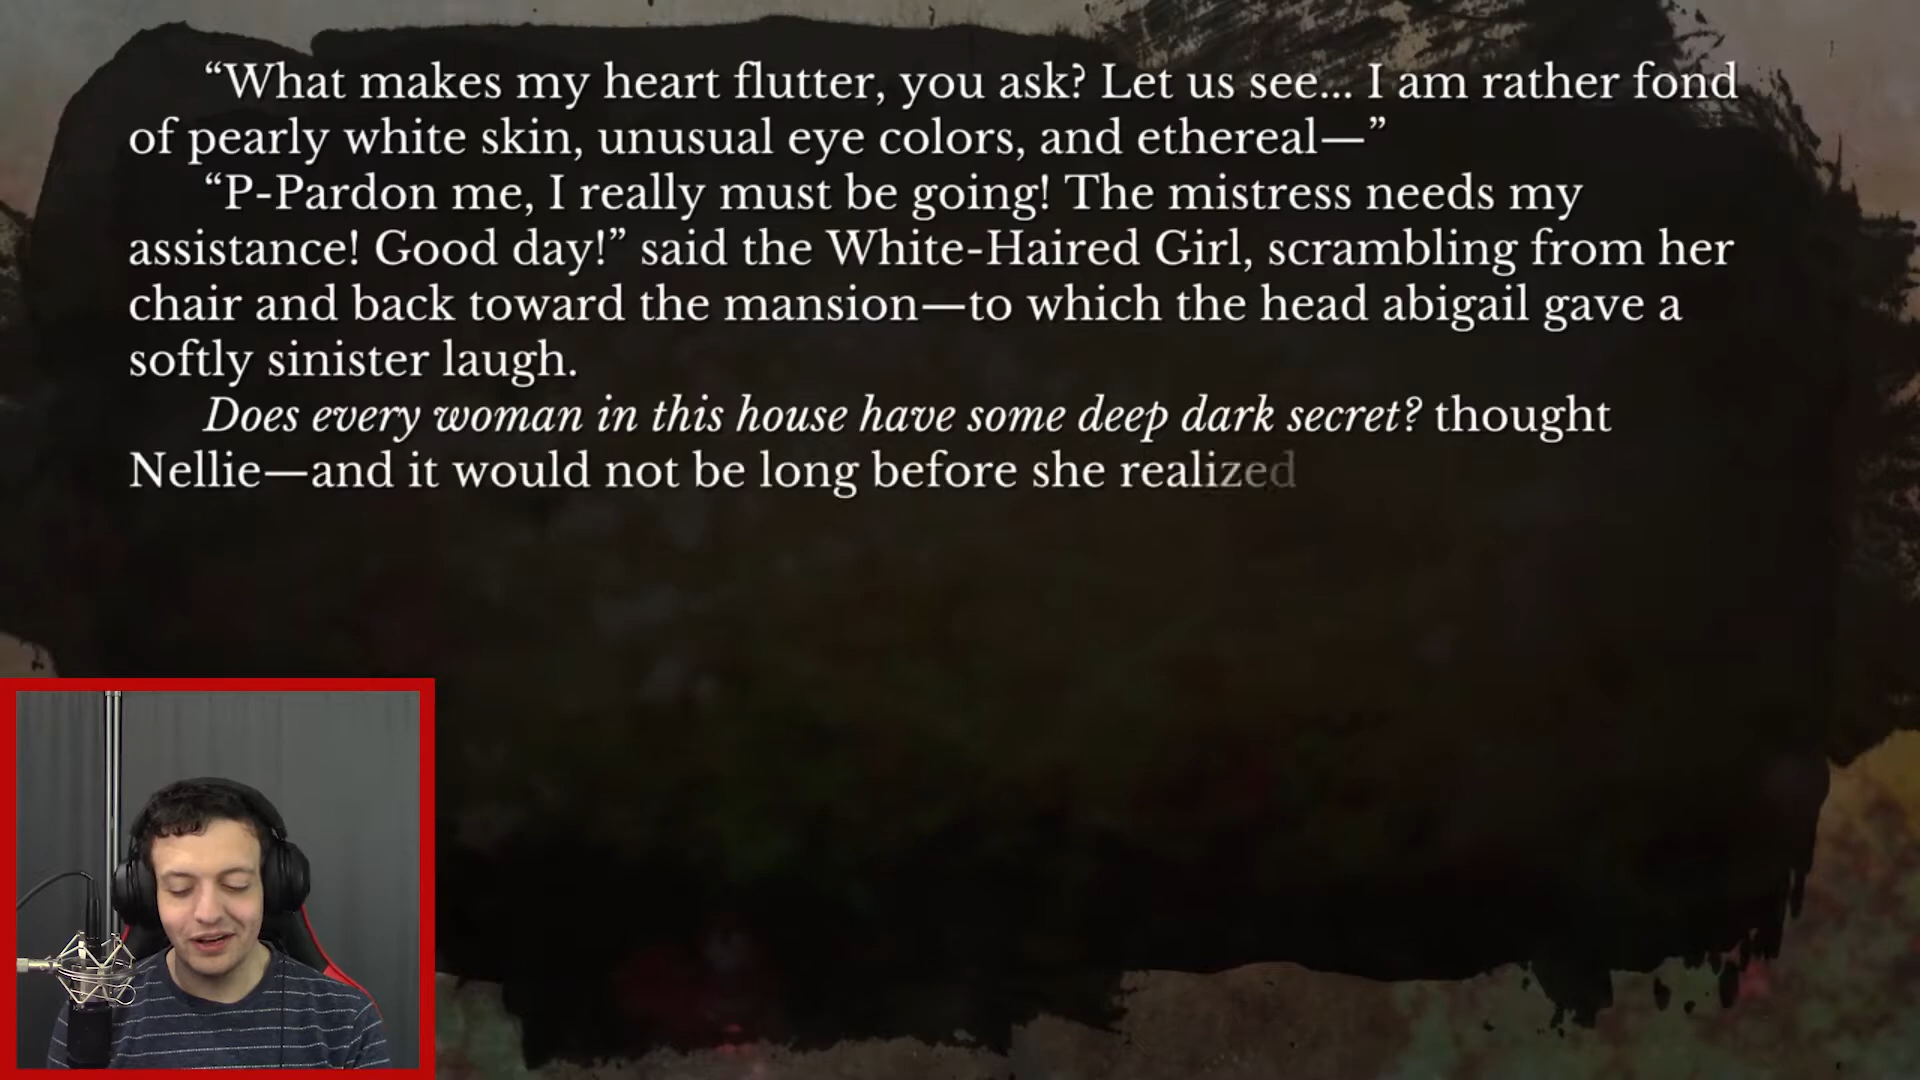 “What makes my heart flutter, you ask? Let us see... I am rather fond
of pearly white skin, unusual eye colors, and ethereal—”
“P-Pardon me, I really must be going! The mistress needs my
assistance! Good day!” said the White-Haired Girl, scrambling from her
chair and back toward the mansion—to which the head abigail gave a
softly sinister laugh.
Does every woman in this house have some deep dark secret? thought
Nellie—and it would not be long before she realized